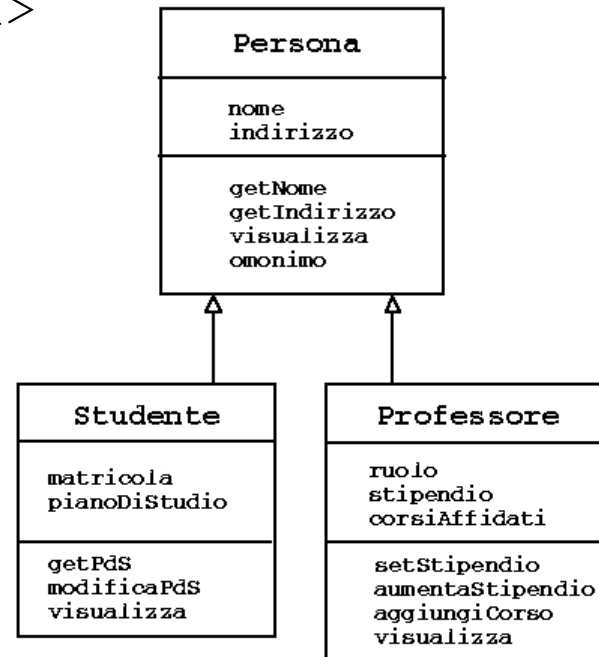 Persona
nome
indirizzo
getNome
getIndirizzo
visualizza
omonimo
Studente
matricola
pianoDiStudio
getPdS
modificaPdS
visualizza
Professore
ruolo
stipendio
corsiAffidati
setStipendio
aumentaStipendio
aggiungiCorso
visualizza